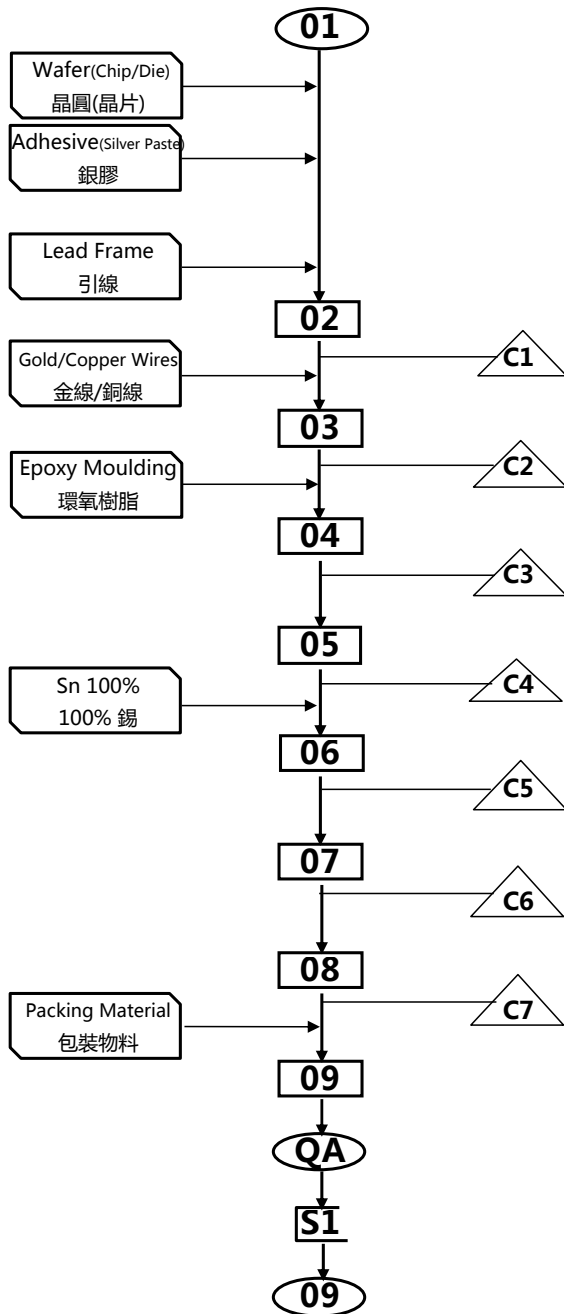 01
Wafer(Chip/Die)
晶圓(晶片)
Adhesive(Silver Paste)
銀膠
Lead Frame
引線
02
C1
Gold/Copper Wires
金線/銅線
03
C2
Epoxy Moulding
環氧樹脂
04
C3
05
C4
Sn 100%
100% 錫
06
C5
07
C6
08
C7
Packing Material
包裝物料
09
QA
S1
09